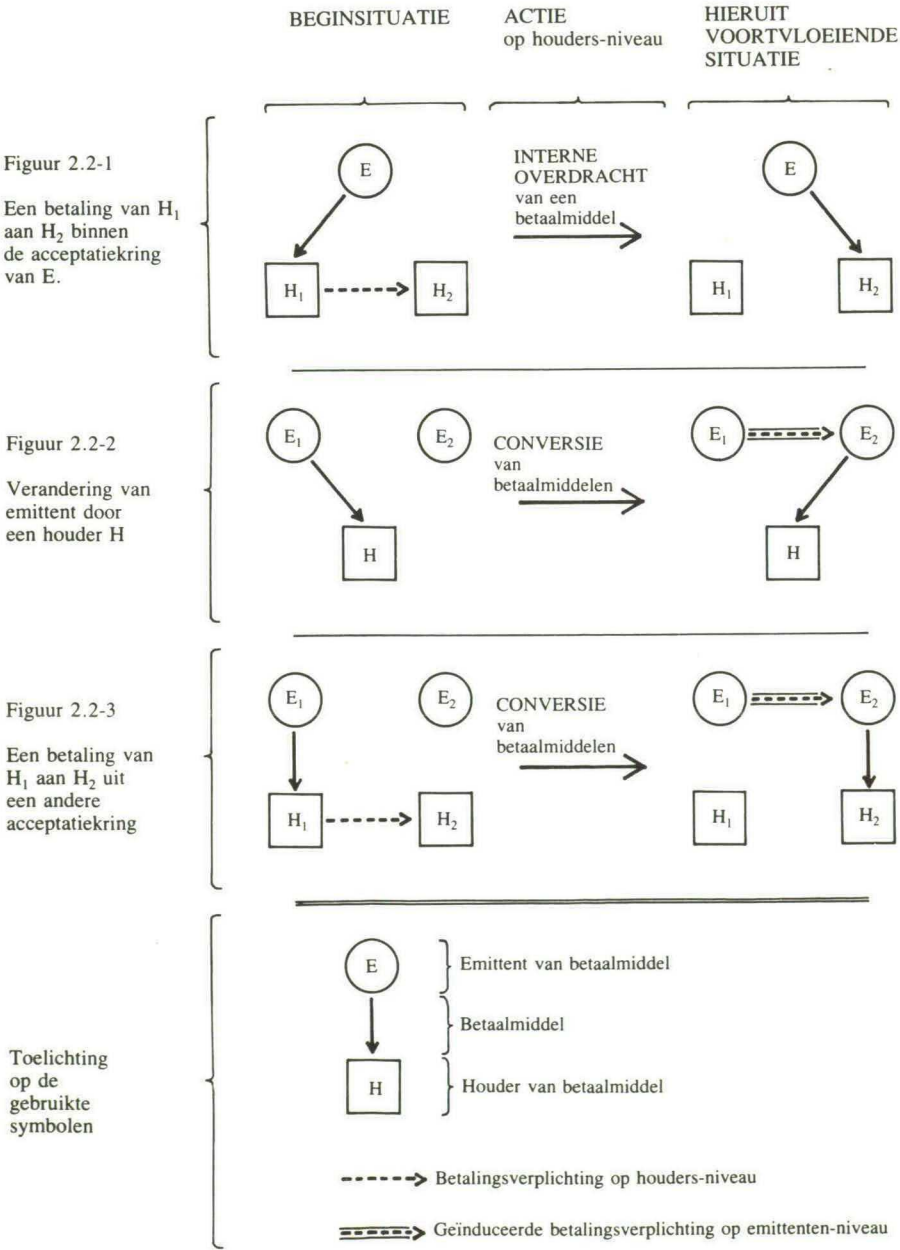 BEGINSITUATIE
ACTIE
op houders-niveau
HIERUIT
VOORTVLOEIENDE
SITUATIE
Figuur 2.2-1
Een betaling van H₁
aan H₂ binnen
de acceptatiekring
van E.
E
H₁
H₂
INTERNE
OVERDRACHT
van een
betaalmiddel
E
H₁
H₂
Figuur 2.2-2
Verandering van
emittent door
een houder H
E₁
E₂
H
CONVERSIE
van
betaalmiddelen
E₁
E₂
H
Figuur 2.2-3
Een betaling van
H₁ aan H₂ uit
een andere
acceptatiekring
E₁
E₂
H₁
H₂
CONVERSIE
van
betaalmiddelen
E₁
E₂
H₁
H₂
Toelichting
op de
gebruikte
symbolen
E
Emittent van betaalmiddel
Betaalmiddel
H
Houder van betaalmiddel
Betalingsverplichting op houders-niveau
Geïnduceerde betalingsverplichting op emittenten-niveau